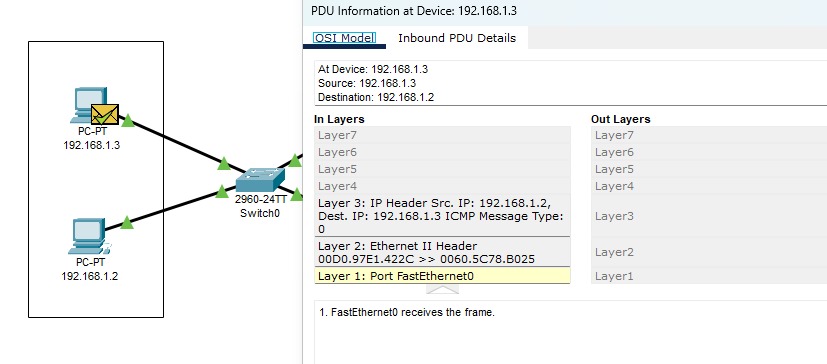 PDU Information at Device: 192.168.1.3
OSI Model
Inbound PDU Details
At Device: 192.168.1.3
Source: 192.168.1.3
Destination: 192.168.1.2
In Layers
Layer7
Layer6
Layer5
Layer4
Layer 3: IP Header Src. IP: 192.168.1.2,
Dest. IP: 192.168.1.3 ICMP Message Type:
0
Layer 2: Ethernet II Header
00D0.97E1.422C >> 0060.5C78.B025
Layer 1: Port FastEthernet0
Out Layers
Layer7
Layer6
Layer5
Layer4
Layer3
Layer2
Layer1
1. FastEthernet0 receives the frame.
PC-PT
192.168.1.3
2960-24TT
Switch0
PC-PT
192.168.1.2